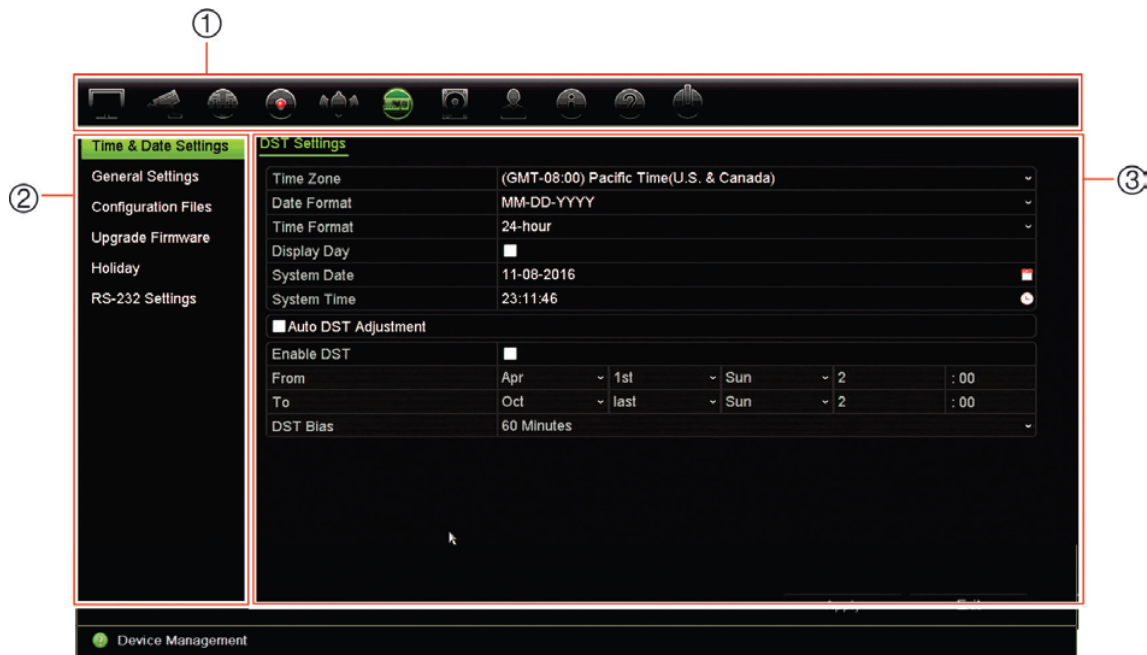 ①
Time & Date Settings
General Settings
Configuration Files
Upgrade Firmware
Holiday
RS-232 Settings
②
DST Settings
Time Zone (GMT-08:00) Pacific Time(U.S. & Canada)
Date Format MM-DD-YYYY
Time Format 24-hour
Display Day
System Date 11-08-2016
System Time 23:11:46
Auto DST Adjustment
Enable DST
From Apr 1st Sun 2 :00
To Oct last Sun 2 :00
DST Bias 60 Minutes
③
Device Management